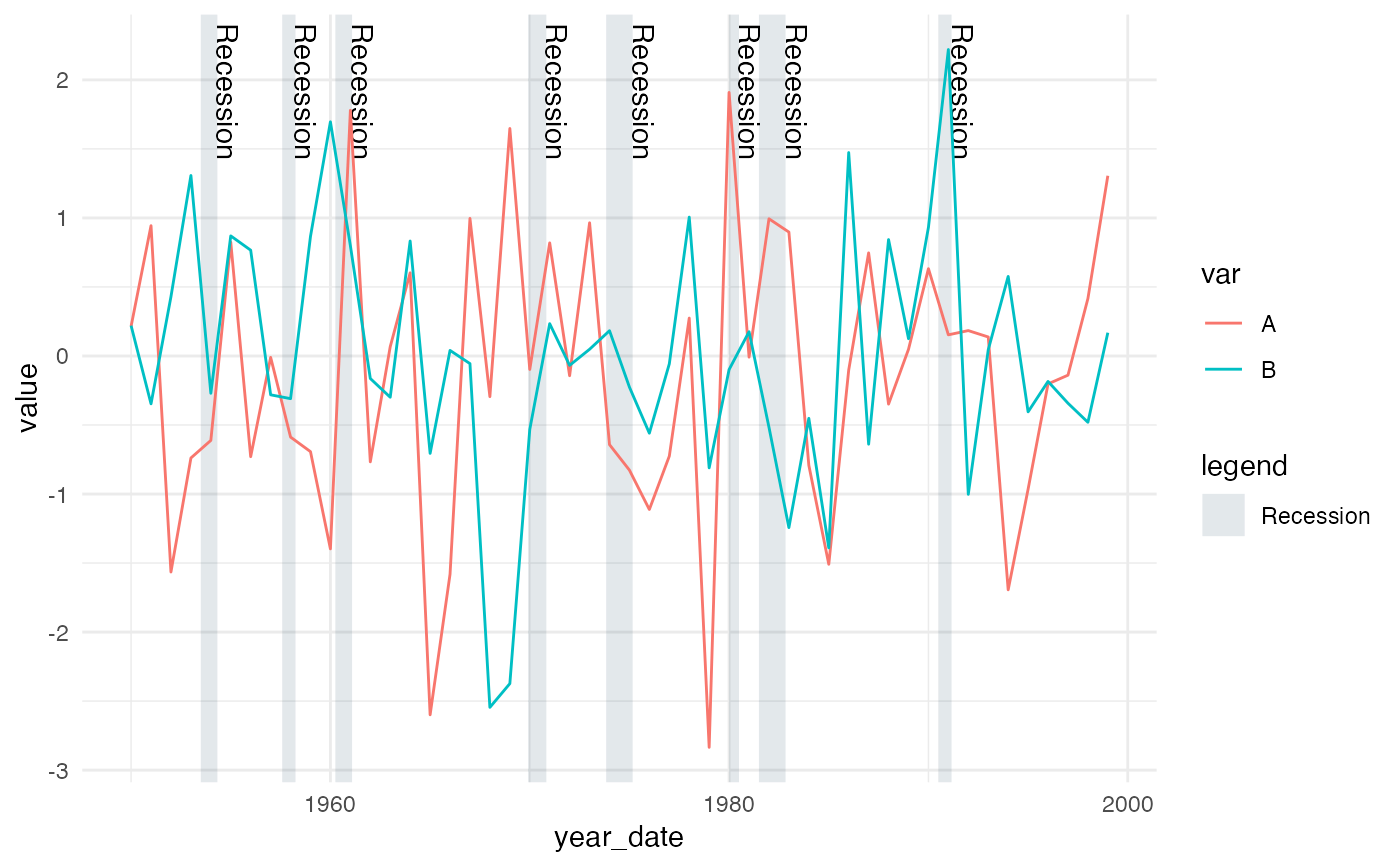 Recession
Recession
Recession
Recession
Recession
Recession
Recession
Recession
2
1
0
-1
-2
-3
value
1960
1980
2000
year_date
var
A
B
legend
Recession